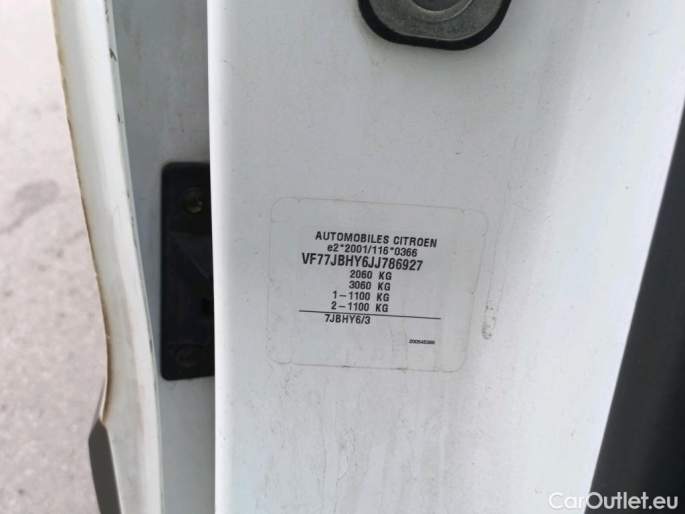 AUTOMOBILES CITROEN
e2*2001/116*0366
VF77JBHY6JJ786927
2060 KG
3060 KG
1-1100 KG
2-1100 KG
7JBHY6/3
CarOutlet.eu